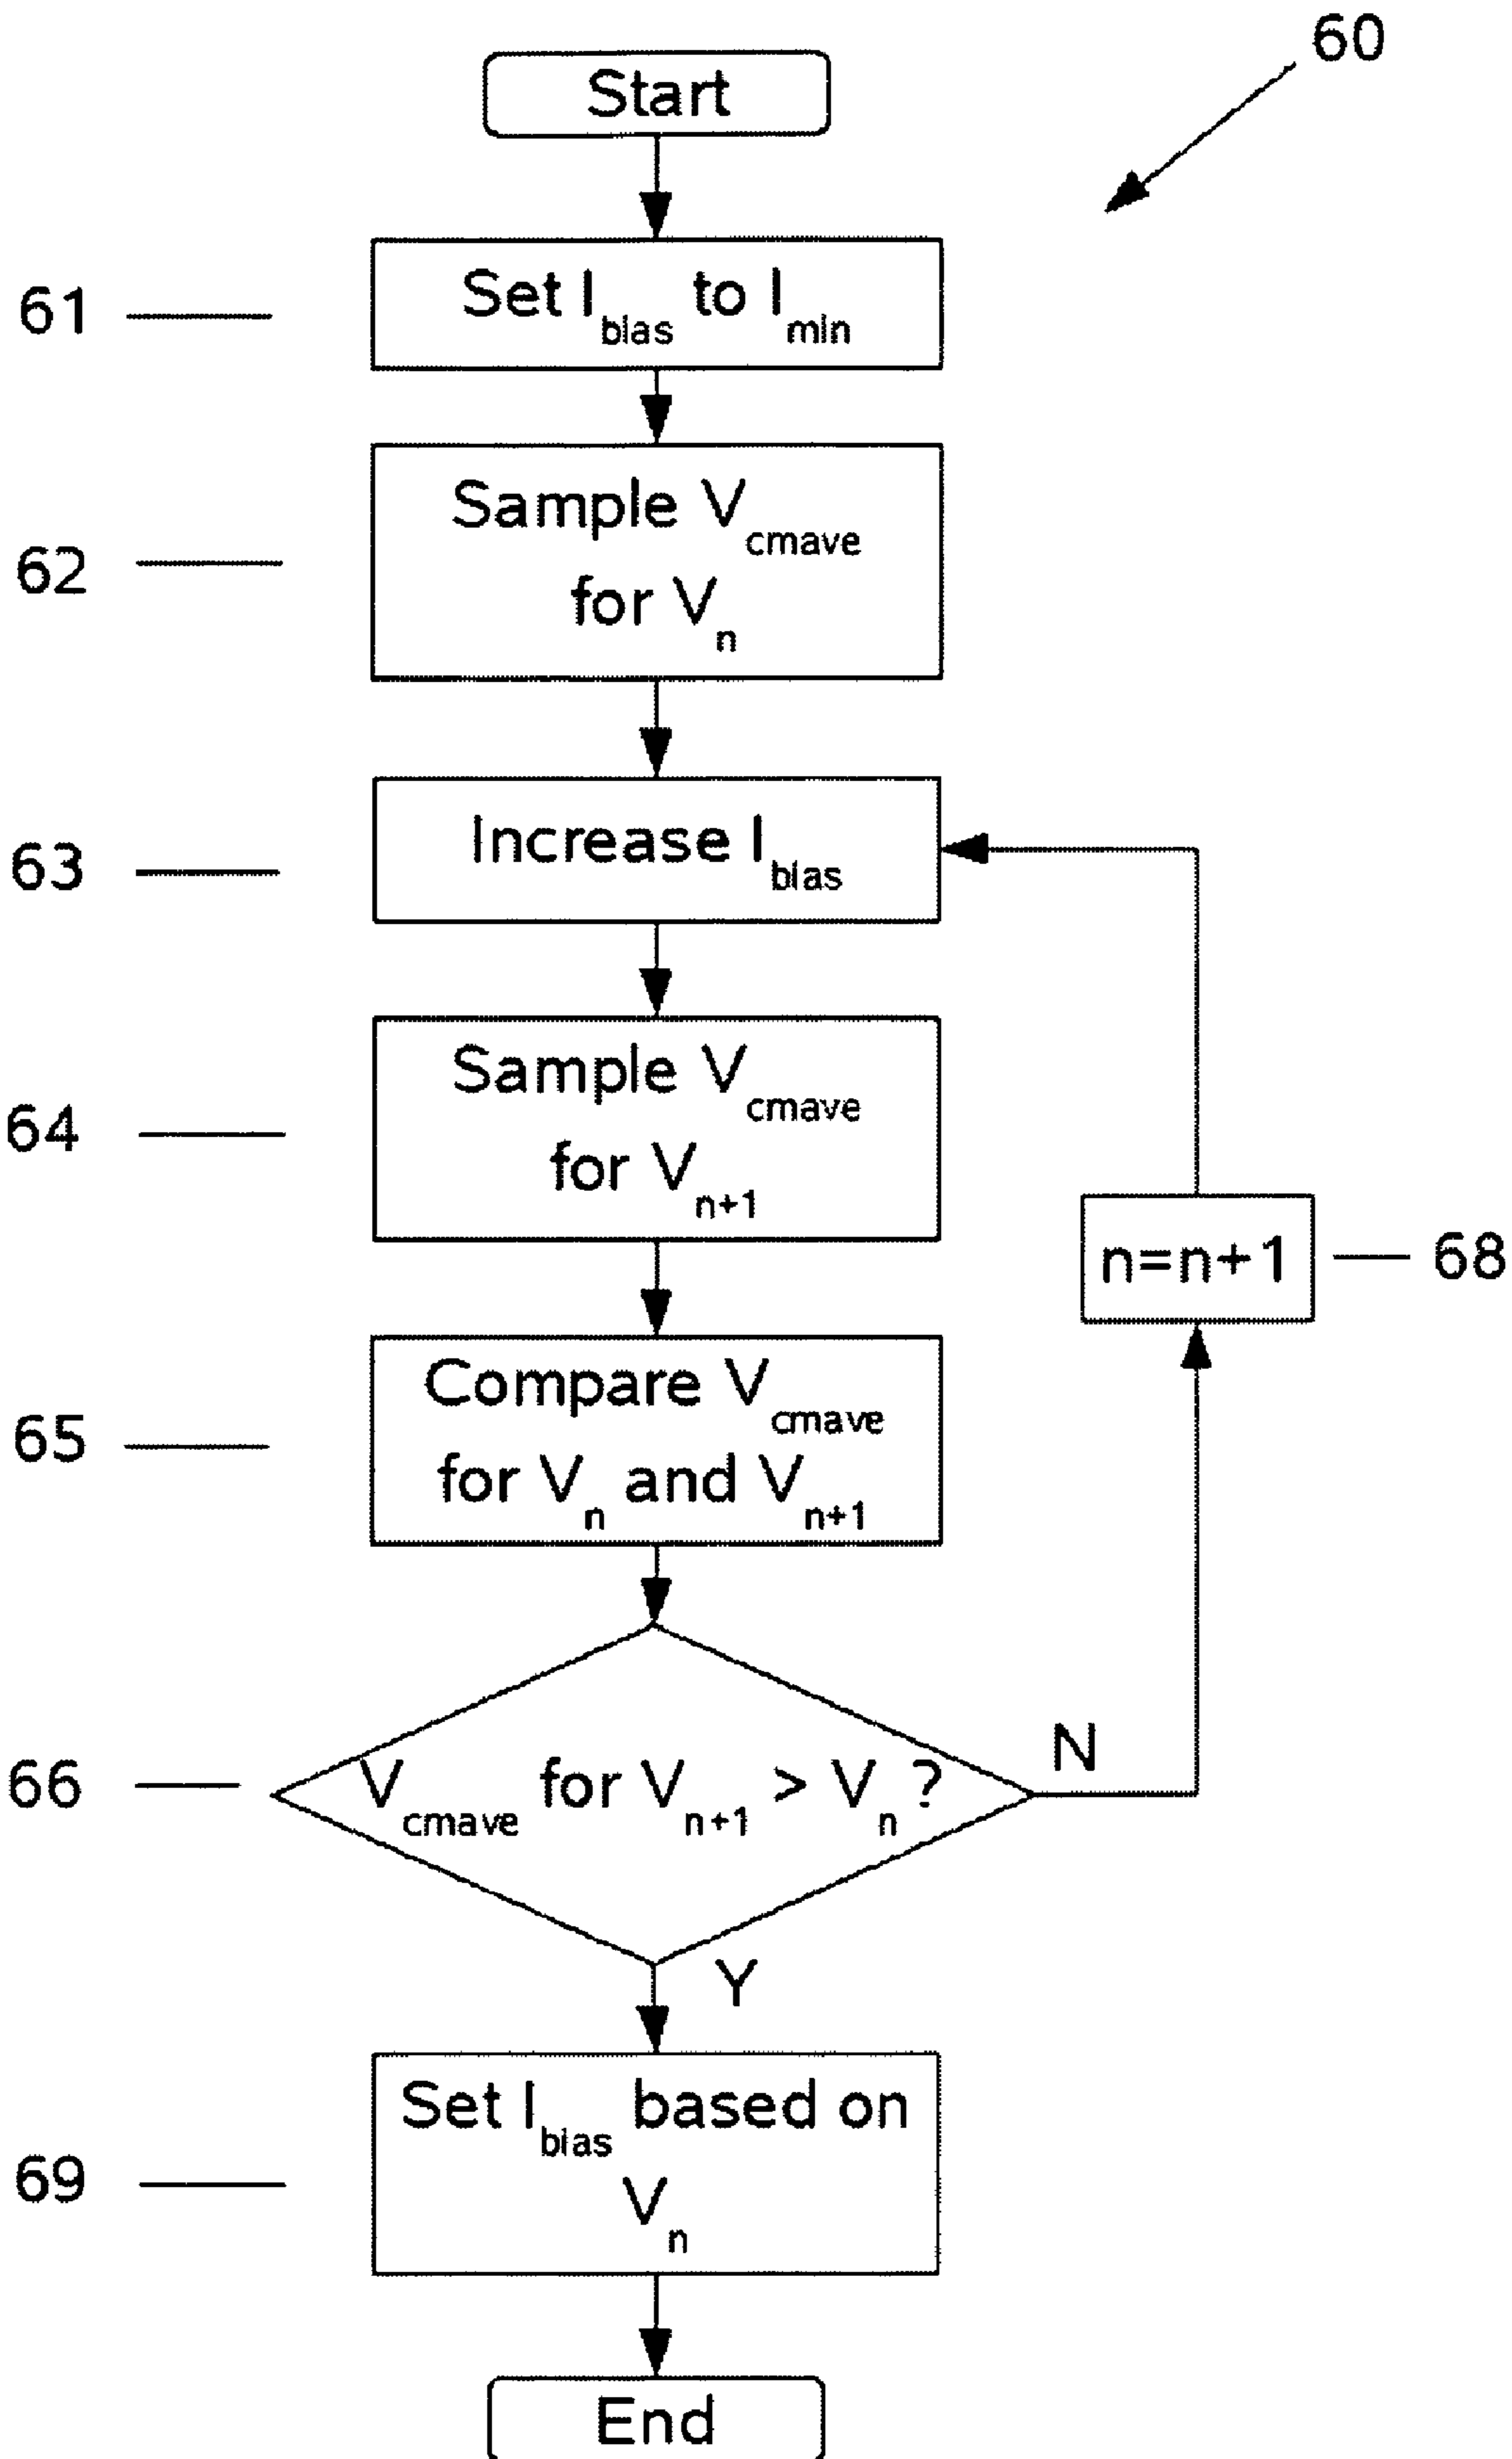 60
Start
61
Set I_bias to I_min
62
Sample V_cmave
for V_n
63
Increase I_bias
64
Sample V_cmave
for V_n+1
n=n+1
68
65
Compare V_cmave
for V_n and V_n+1
66
V_cmave for V_n+1 > V_n ?
N
Y
69
Set I_bias based on
V_n
End